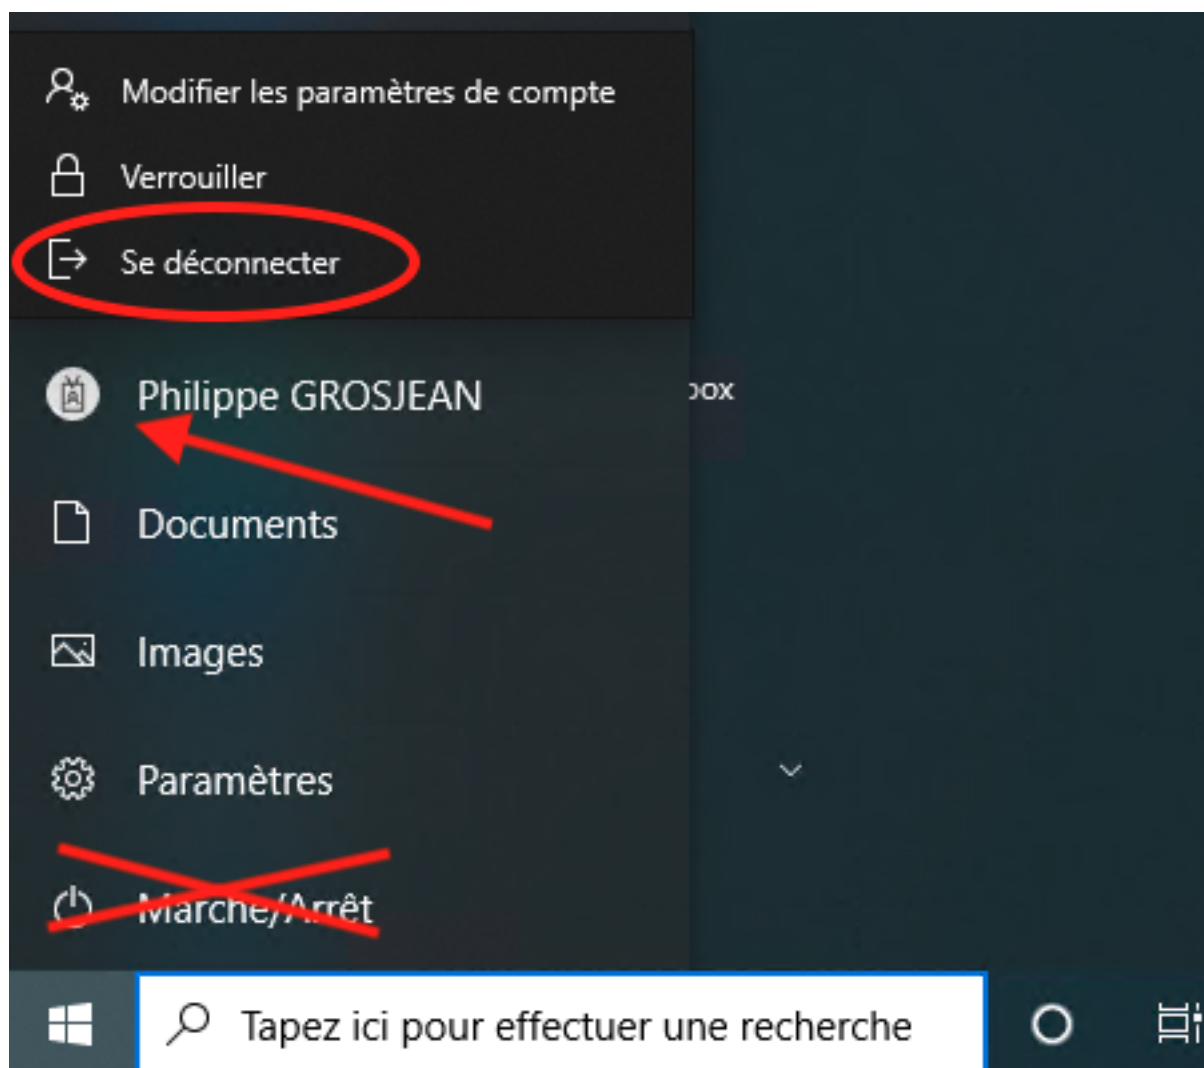 Modifier les paramètres de compte
Verrouiller
Se déconnecter
Philippe GROSJEAN
Documents
Images
Paramètres
Marche/Arrêt
Tapez ici pour effectuer une recherche